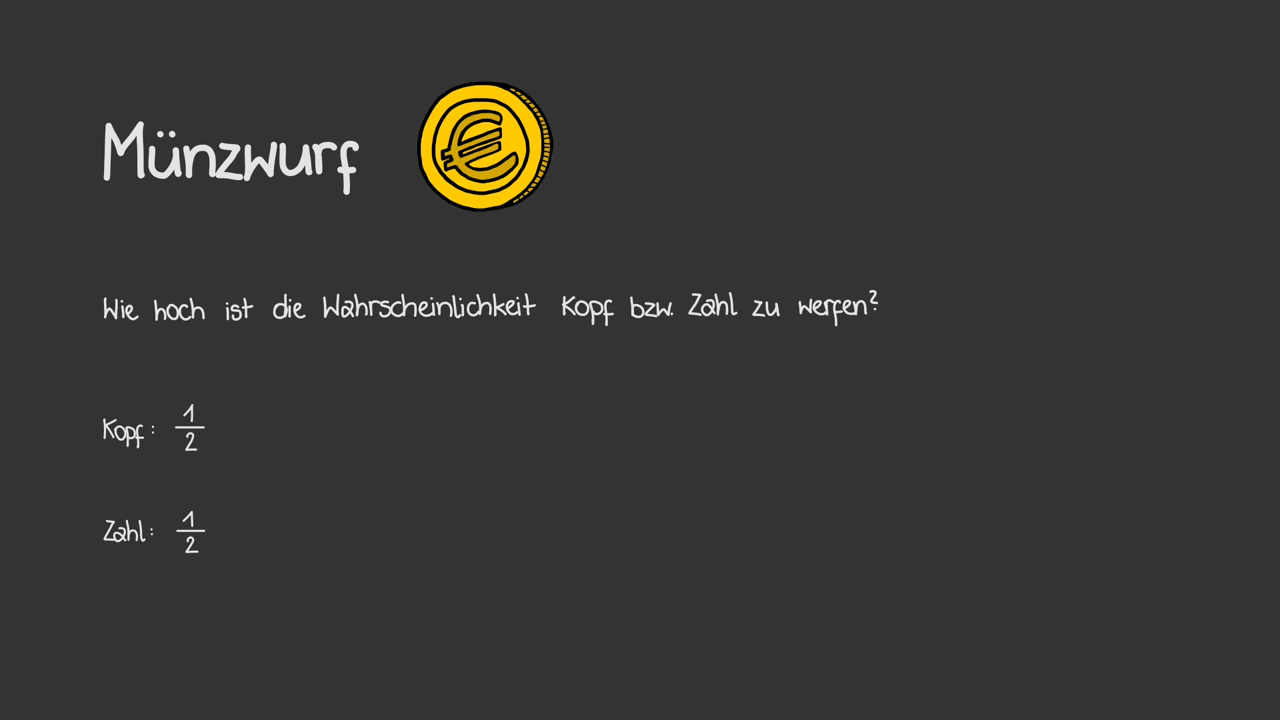 Münzwurf
€
Wie hoch ist die Wahrscheinlichkeit Kopf bzw. Zahl zu werfen?
Kopf: 1/2
Zahl: 1/2